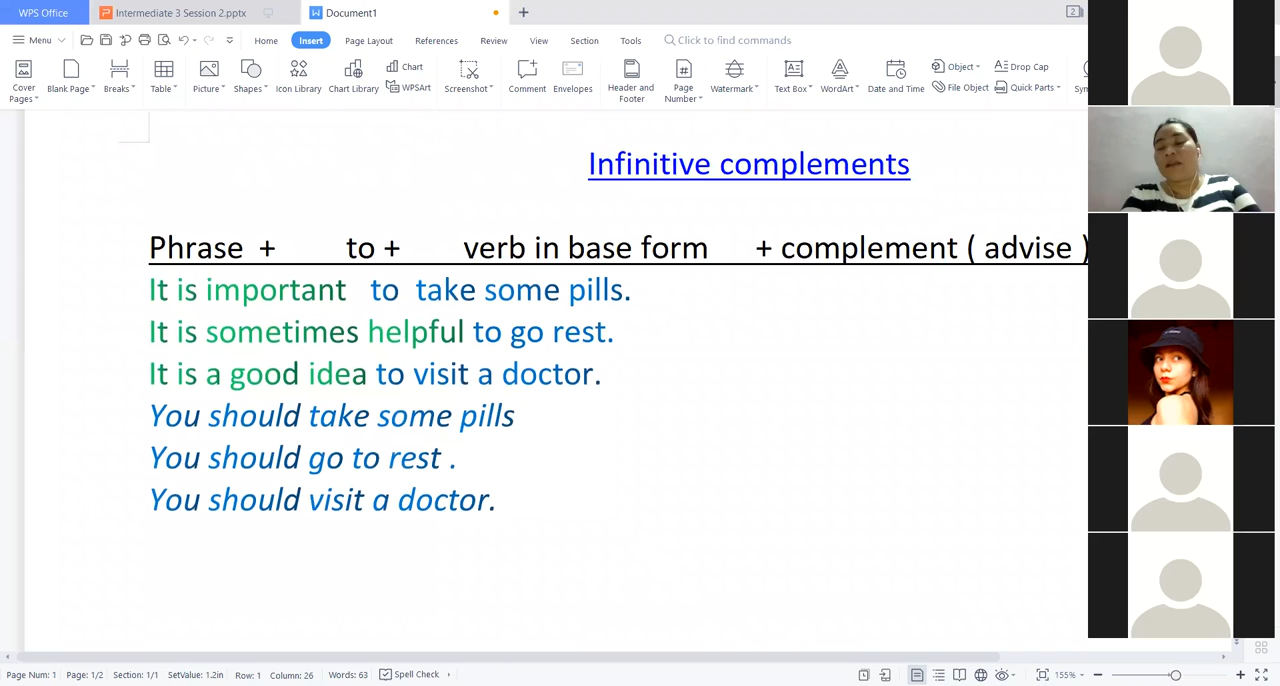 WPS Office Intermediate 3 Session 2.pptx Document1 + 2
Menu Home Insert Page Layout References Review View Section Tools Click to find commands
Cover Pages Blank Page Breaks Table Picture Shapes Icon Library Chart Library Chart WPSArt Screenshot Comment Envelopes Header and Footer Page Number Watermark Text Box WordArt Date and Time Object File Object Drop Cap Quick Parts
Infinitive complements
Phrase + to + verb in base form + complement ( advise )
It is important to take some pills.
It is sometimes helpful to go rest.
It is a good idea to visit a doctor.
You should take some pills
You should go to rest .
You should visit a doctor.
Page Num: 1 Page: 1/2 Section: 1/1 SetValue: 1.2in Row: 1 Column: 26 Words: 63 Spell Check 155% - +